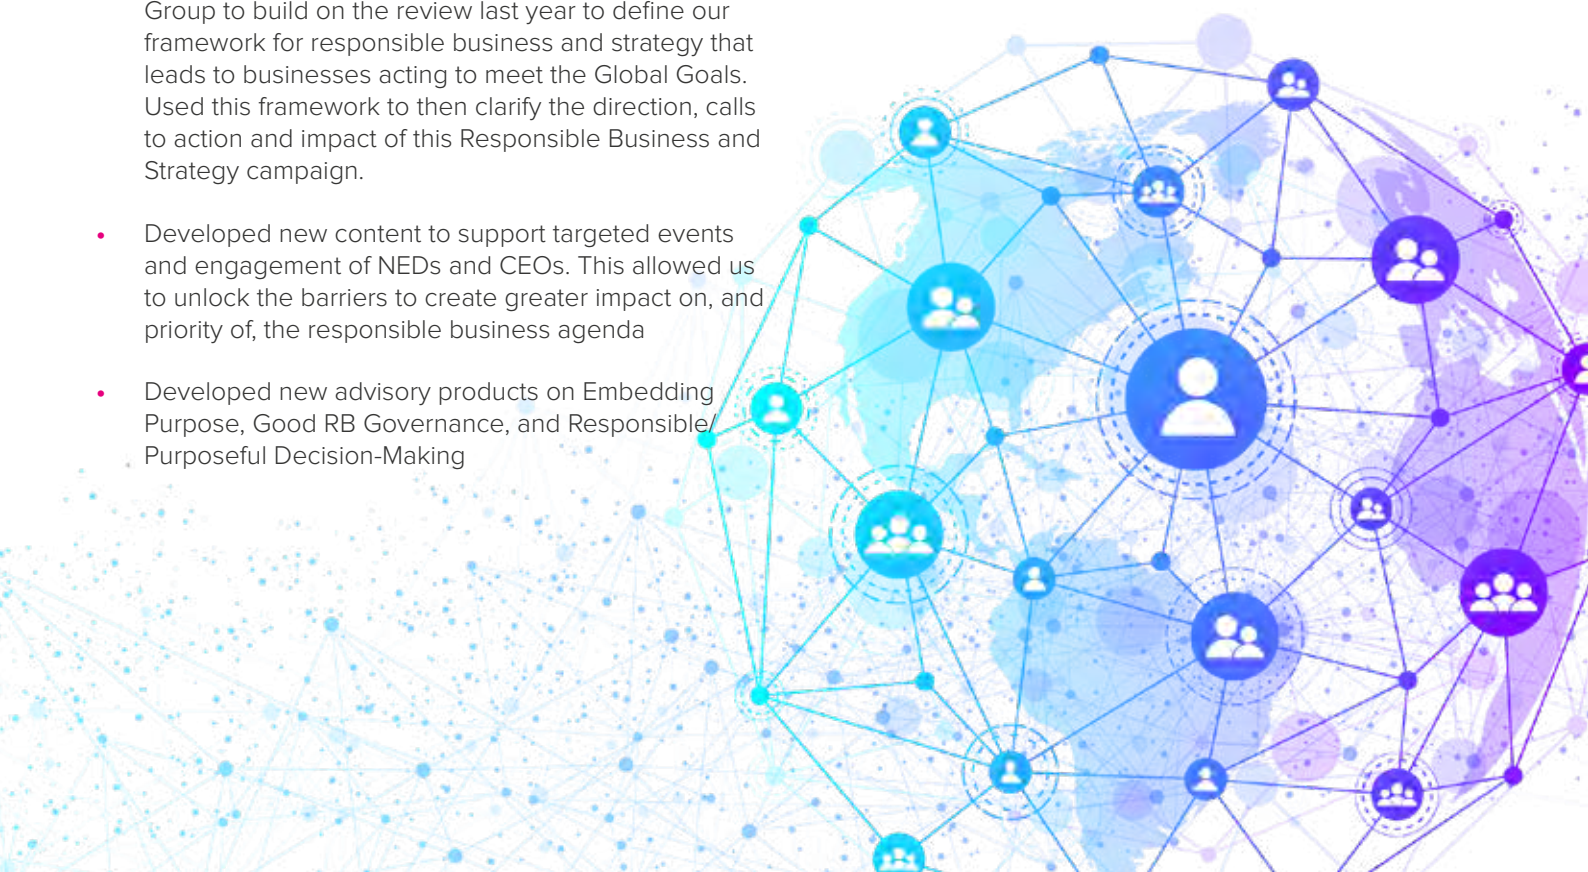 Group to build on the review last year to define our
framework for responsible business and strategy that
leads to businesses acting to meet the Global Goals.
Used this framework to then clarify the direction, calls
to action and impact of this Responsible Business and
Strategy campaign.
• Developed new content to support targeted events
and engagement of NEDs and CEOs. This allowed us
to unlock the barriers to create greater impact on, and
priority of, the responsible business agenda
• Developed new advisory products on Embedding
Purpose, Good RB Governance, and Responsible/
Purposeful Decision-Making